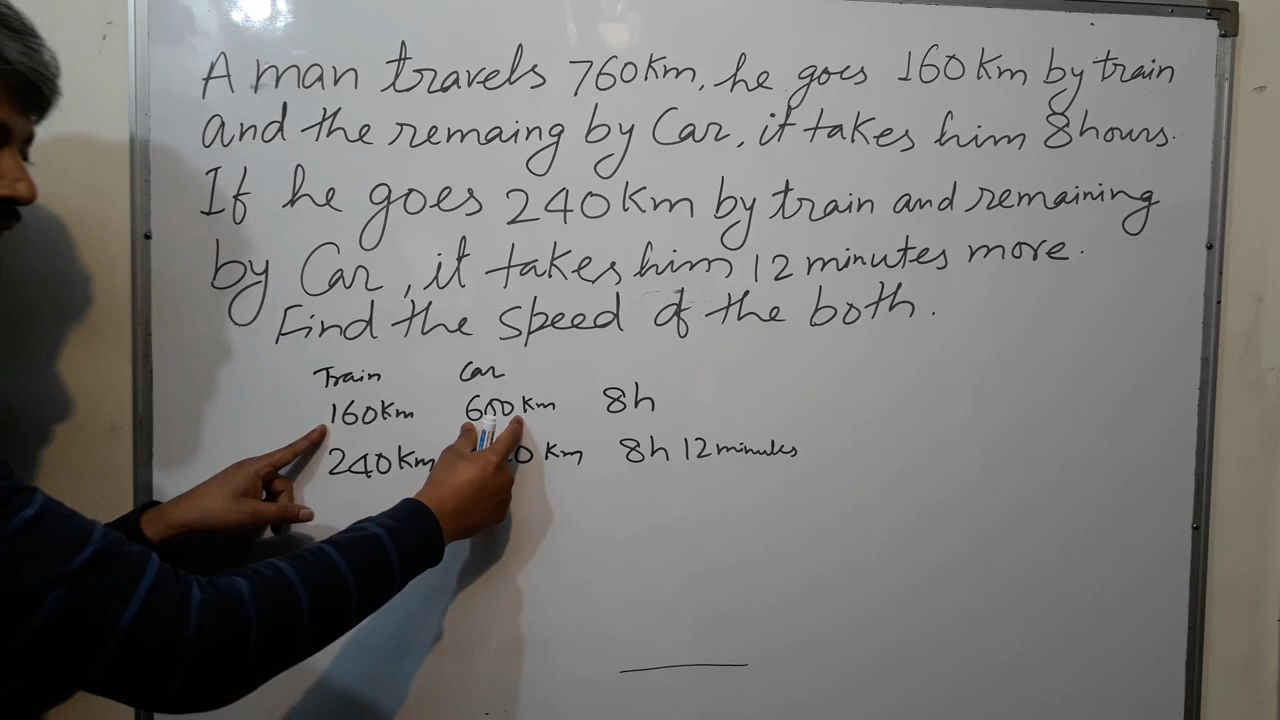 A man travels 760Km, he goes 160Km by train
and the remaing by Car, it takes him 8hours.
If he goes 240Km by train and remaining
by Car, it takes him 12 minutes more.
Find the speed of the both.
Train Car
160Km 600Km 8h
240Km Km 8h 12 minutes